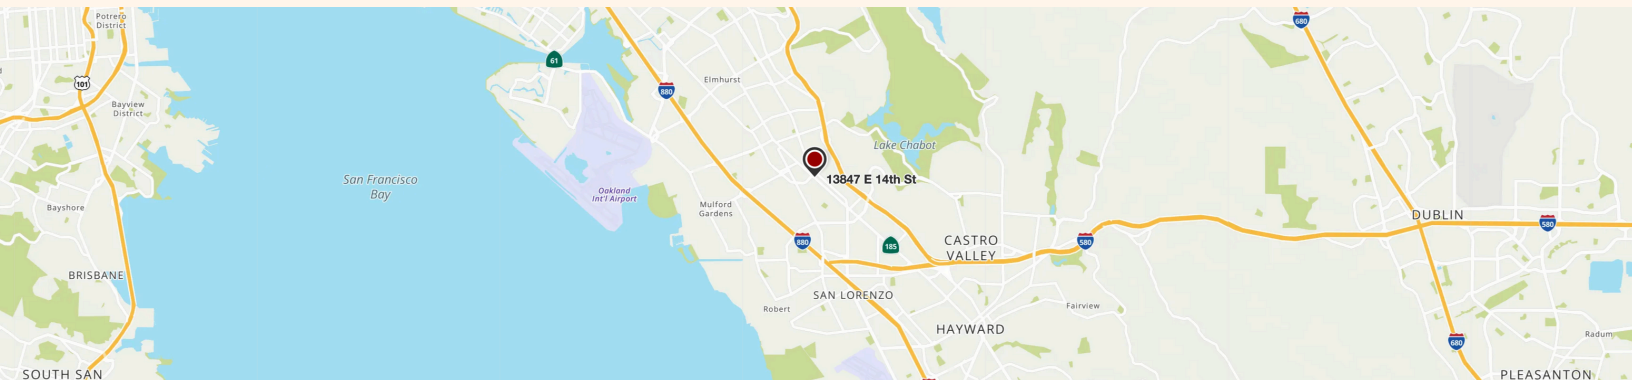 Potrero
District
680
61
101
Elmhurst
880
Bayview
District
Lake Chabot
13847 E 14th St
San Francisco
Bay
Oakland
Int'l Airport
Mulford
Gardens
Bayshore
DUBLIN
580
880
185
CASTRO
VALLEY
580
BRISBANE
SAN LORENZO
Robert
Fairview
HAYWARD
Radum
680
SOUTH SAN
PLEASANTON